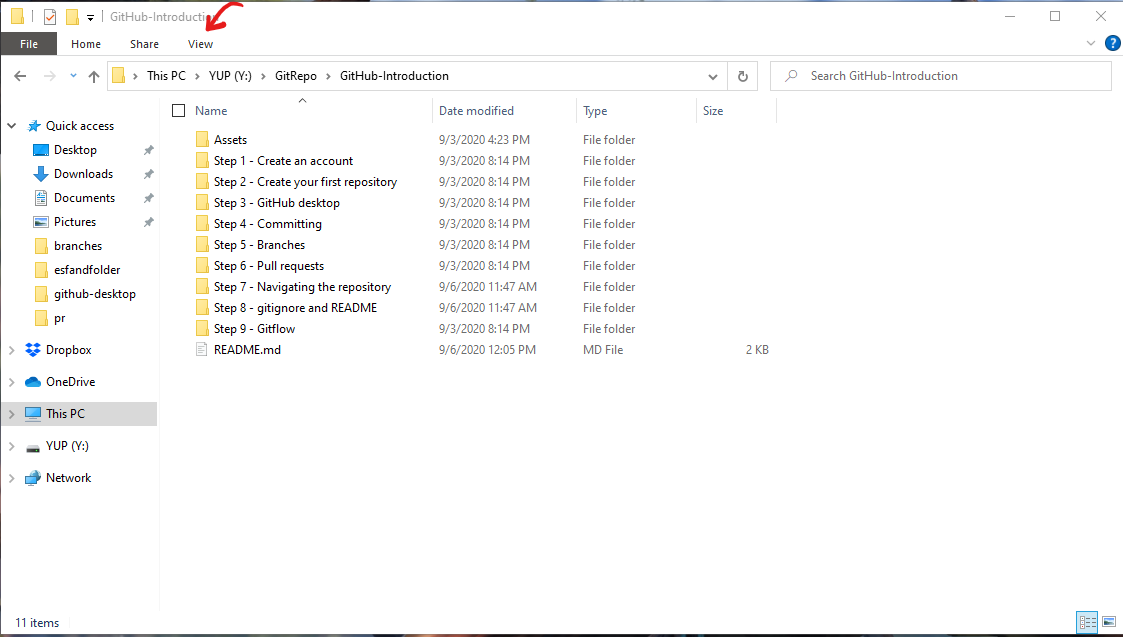 GitHub-Introductio
File Home Share View
This PC YUP (Y:) GitRepo GitHub-Introduction Search GitHub-Introduction
Name Date modified Type Size
Quick access
Desktop
Downloads
Documents
Pictures
branches
esfandfolder
github-desktop
pr
Dropbox
OneDrive
This PC
YUP (Y:)
Network
Assets 9/3/2020 4:23 PM File folder
Step 1 - Create an account 9/3/2020 8:14 PM File folder
Step 2 - Create your first repository 9/3/2020 8:14 PM File folder
Step 3 - GitHub desktop 9/3/2020 8:14 PM File folder
Step 4 - Committing 9/3/2020 8:14 PM File folder
Step 5 - Branches 9/3/2020 8:14 PM File folder
Step 6 - Pull requests 9/3/2020 8:14 PM File folder
Step 7 - Navigating the repository 9/6/2020 11:47 AM File folder
Step 8 - gitignore and README 9/6/2020 11:47 AM File folder
Step 9 - Gitflow 9/3/2020 8:14 PM File folder
README.md 9/6/2020 12:05 PM MD File 2 KB
11 items